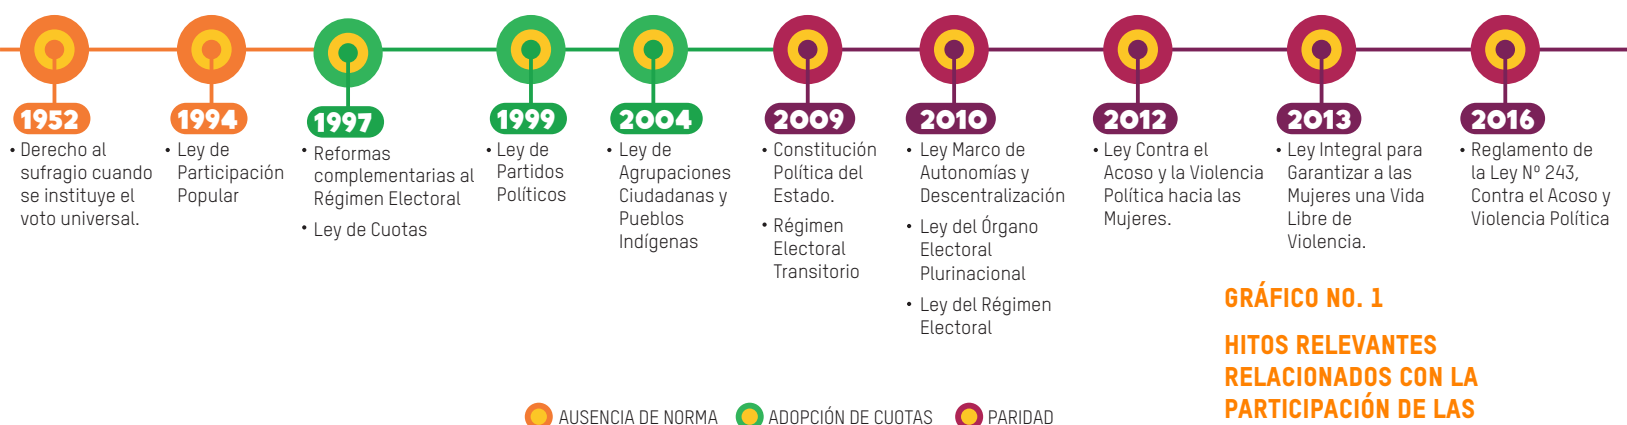 1952
• Derecho al
sufragio cuando
se instituye el
voto universal.
1994
• Ley de
Participación
Popular
1997
• Reformas
complementarias al
Régimen Electoral
• Ley de Cuotas
1999
• Ley de
Partidos
Políticos
2004
• Ley de
Agrupaciones
Ciudadanas y
Pueblos
Indígenas
2009
• Constitución
Política del
Estado.
• Régimen
Electoral
Transitorio
2010
• Ley Marco de
Autonomías y
Descentralización
• Ley del Órgano
Electoral
Plurinacional
• Ley del Régimen
Electoral
2012
• Ley Contra el
Acoso y la Violencia
Política hacia las
Mujeres.
2013
• Ley Integral para
Garantizar a las
Mujeres una Vida
Libre de
Violencia.
2016
• Reglamento de
la Ley Nº 243,
Contra el Acoso y
Violencia Política
GRÁFICO NO. 1
HITOS RELEVANTES
RELACIONADOS CON LA
PARTICIPACIÓN DE LAS
AUSENCIA DE NORMA
ADOPCIÓN DE CUOTAS
PARIDAD